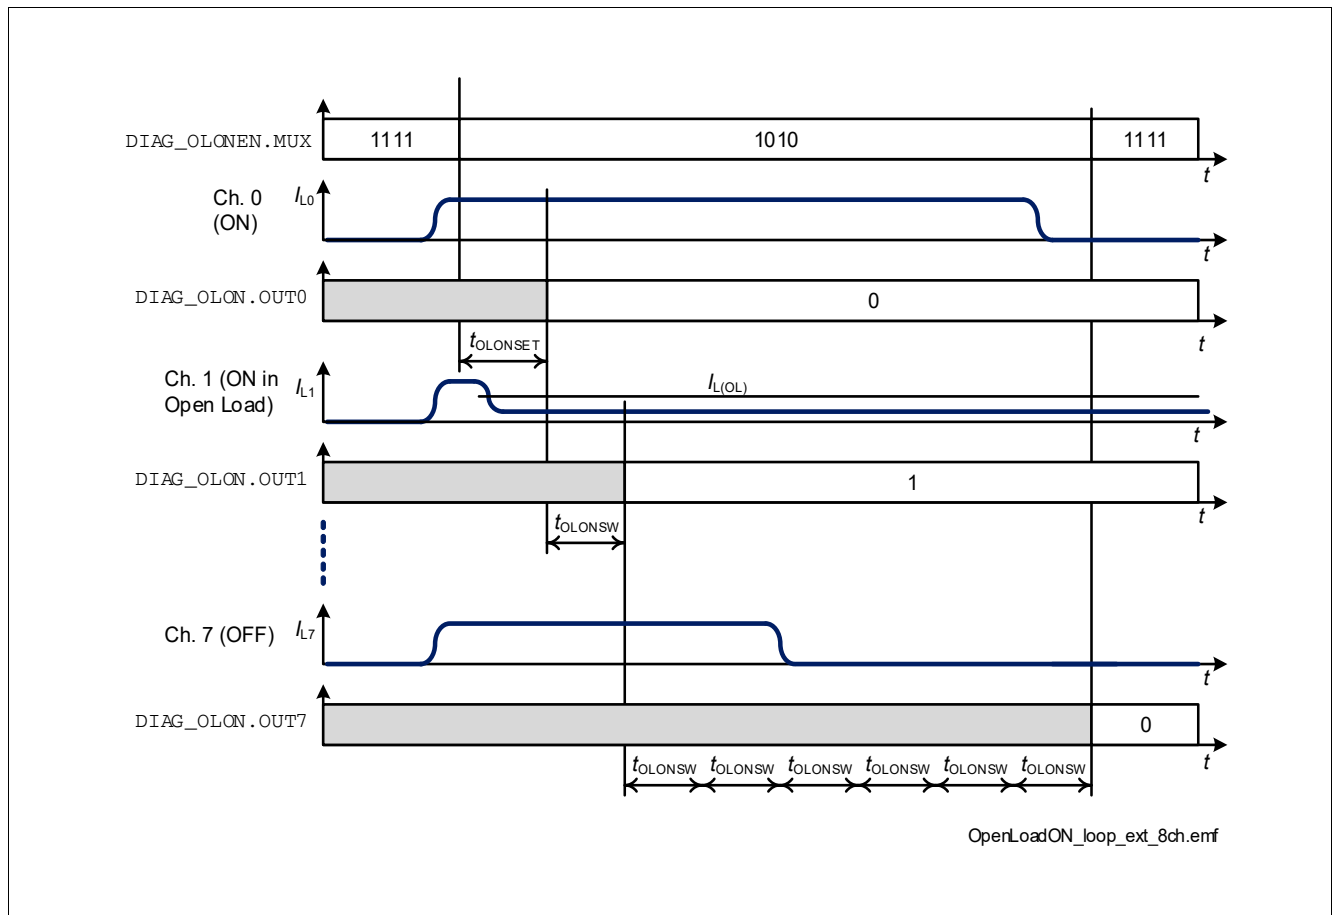 DIAG_OLONEN.MUX 1111 1010 1111
t
Ch. 0
(ON)
IL0
t
DIAG_OLON.OUT0 0
t
tOLONSET
Ch. 1 (ON in
Open Load)
IL1
IL(OL)
t
DIAG_OLON.OUT1 1
t
tOLONSW
Ch. 7 (OFF) IL7
t
DIAG_OLON.OUT7 0
t
tOLONSW tOLONSW tOLONSW tOLONSW tOLONSW tOLONSW
OpenLoadON_loop_ext_8ch.emf